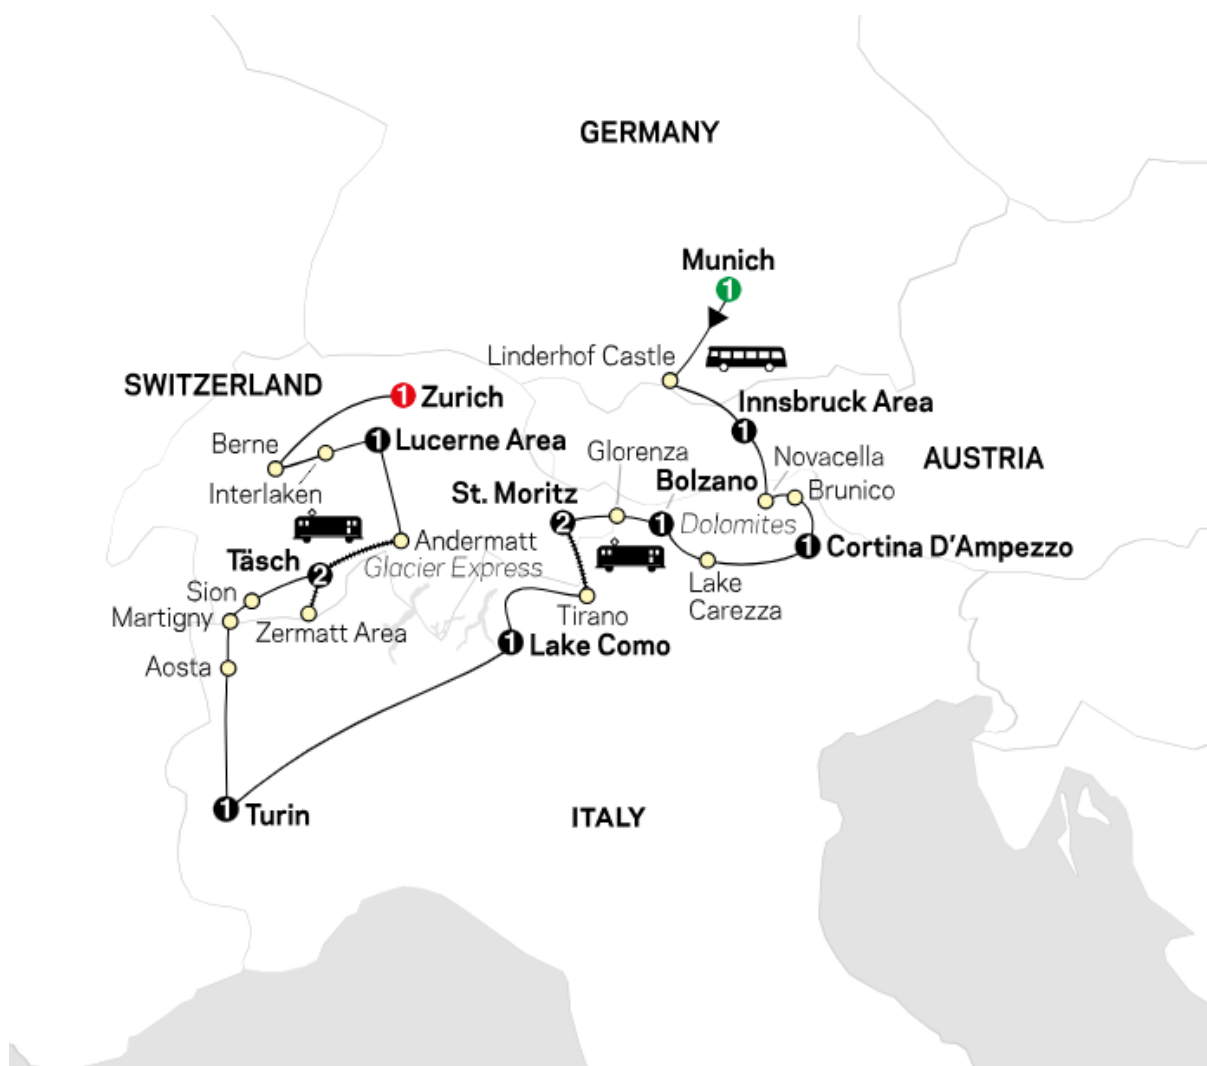 GERMANY
Munich
1
Linderhof Castle
SWITZERLAND
1 Zurich
Innsbruck Area
1
Berne
1 Lucerne Area
Glorenza
Novacella
AUSTRIA
Interlaken
St. Moritz
Bolzano
Brunico
2
1
Dolomites
Andermatt
1 Cortina D'Ampezzo
Täsch
2
Glacier Express
Sion
Lake
Carezza
Martigny
Zermatt Area
Tirano
1 Lake Como
Aosta
1 Turin
ITALY